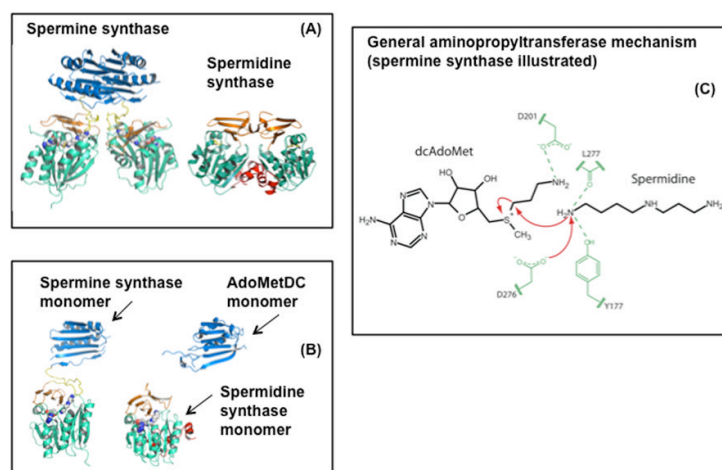 Spermine synthase
(A)
Spermidine
synthase
Spermine synthase
monomer
AdoMetDC
monomer
(B)
Spermidine
synthase
monomer
General aminopropyltransferase mechanism
(spermine synthase illustrated)
(C)
D201
dcAdoMet
L277
Spermidine
HO
OH
NH₂
H₂N
N
N
N
N
O
S
CH₃
H₂N
NH
NH₂
D276
OH
Y177